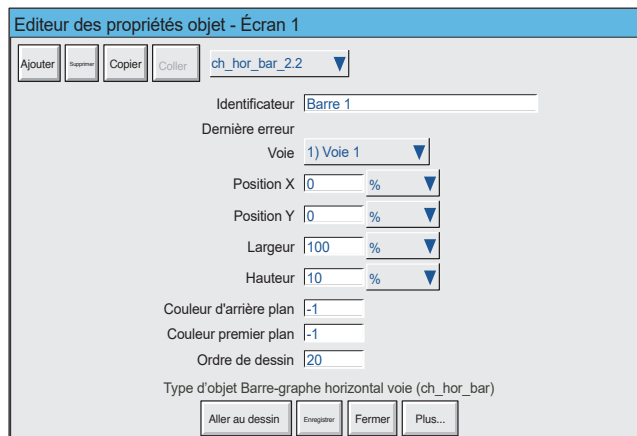 Editeur des propriétés objet - Écran 1
Ajouter Supprimer Copier Coller ch_hor_bar_2.2
Identificateur Barre 1
Dernière erreur
Voie 1) Voie 1
Position X 0 %
Position Y 0 %
Largeur 100 %
Hauteur 10 %
Couleur d'arrière plan -1
Couleur premier plan -1
Ordre de dessin 20
Type d'objet Barre-graphe horizontal voie (ch_hor_bar)
Aller au dessin Enregistrer Fermer Plus...